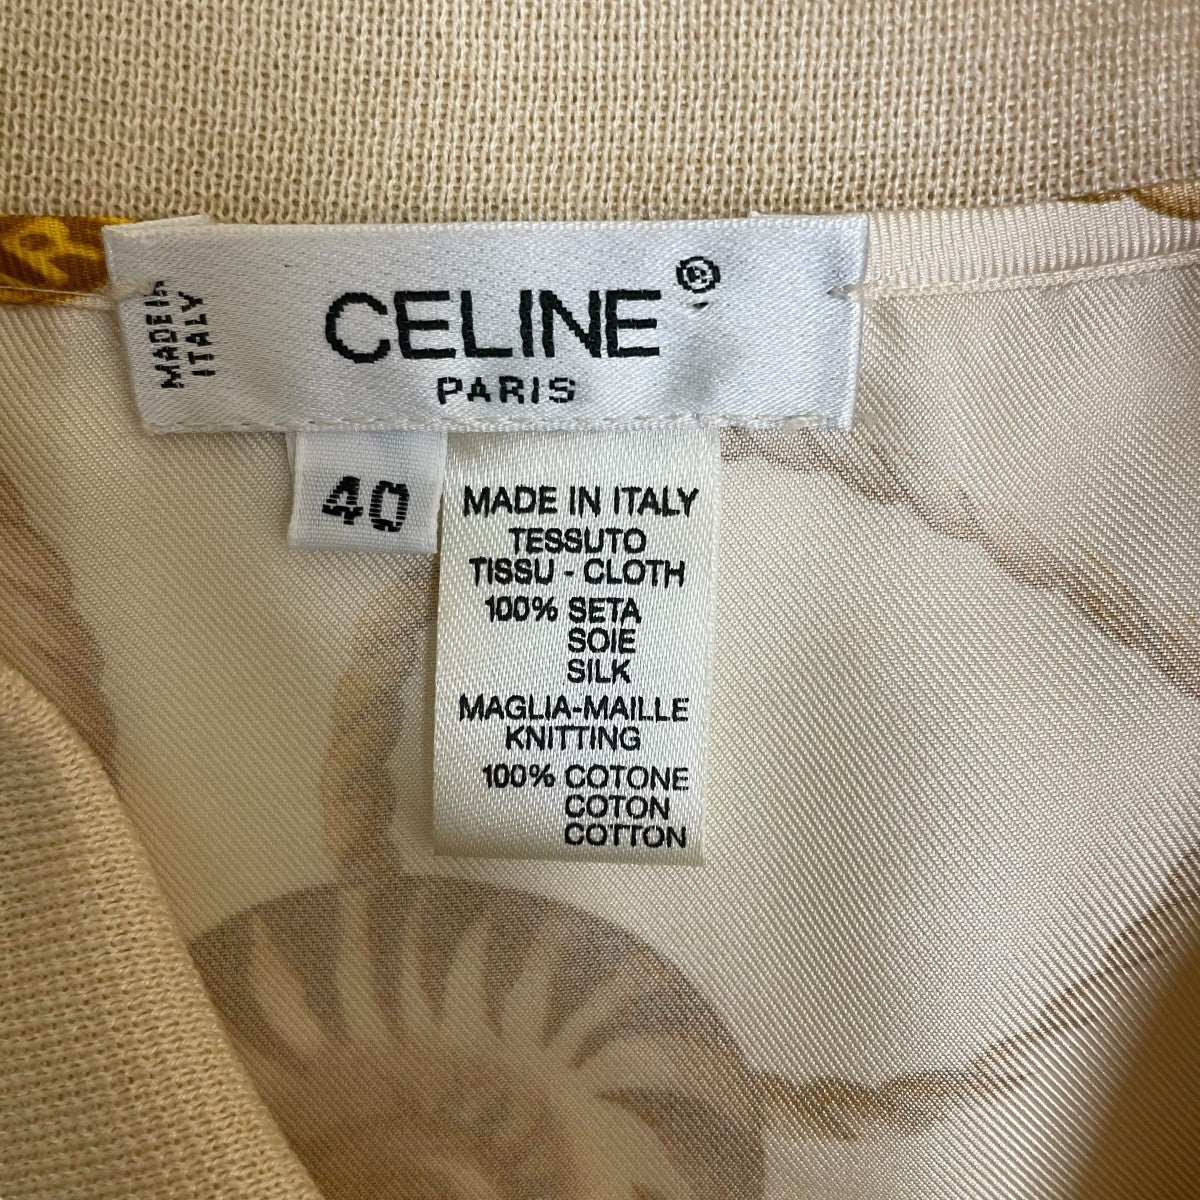 MADE IN
ITALY
CELINE®
PARIS
40
MADE IN ITALY
TESSUTO
TISSU - CLOTH
100% SETA
SOIE
SILK
MAGLIA-MAILLE
KNITTING
100% COTONE
COTON
COTTON